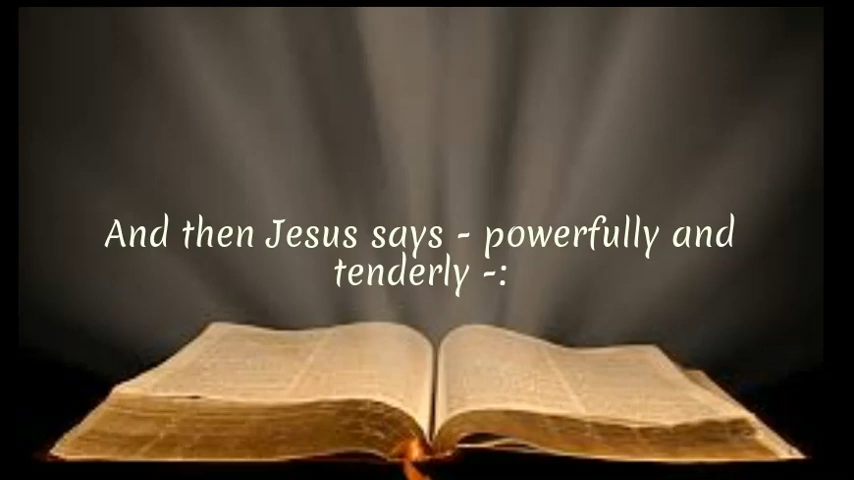 And then Jesus says - powerfully and
tenderly -: